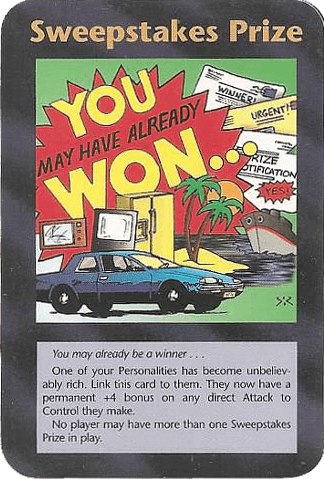 Sweepstakes Prize
YOU
MAY HAVE ALREADY
WON...
WINNER!
URGENT!
PRIZE
NOTIFICATION
YES!
You may already be a winner . . .
One of your Personalities has become unbeliev-
ably rich. Link this card to them. They now have a
permanent +4 bonus on any direct Attack to
Control they make.
No player may have more than one Sweepstakes
Prize in play.